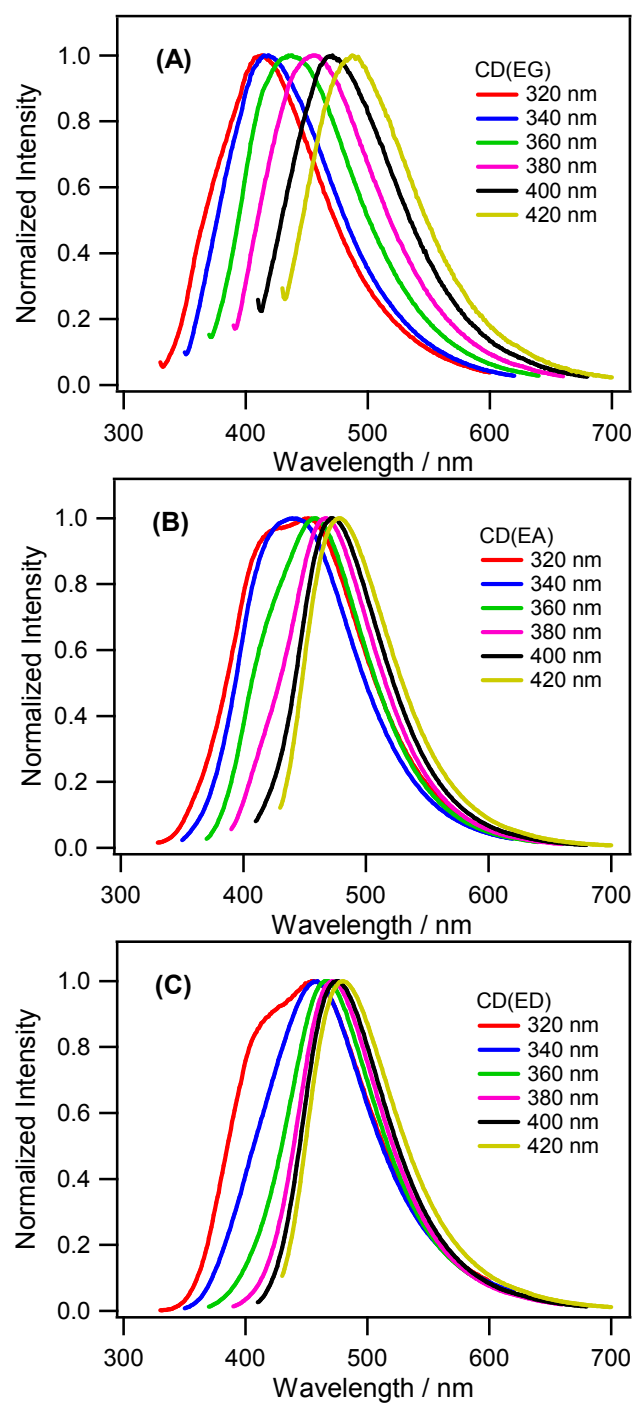 (A)
CD(EG)
320 nm
340 nm
360 nm
380 nm
400 nm
420 nm
Normalized Intensity
1.0
0.8
0.6
0.4
0.2
0.0
300 400 500 600 700
Wavelength / nm
(B)
CD(EA)
320 nm
340 nm
360 nm
380 nm
400 nm
420 nm
Normalized Intensity
1.0
0.8
0.6
0.4
0.2
0.0
300 400 500 600 700
Wavelength / nm
(C)
CD(ED)
320 nm
340 nm
360 nm
380 nm
400 nm
420 nm
Normalized Intensity
1.0
0.8
0.6
0.4
0.2
0.0
300 400 500 600 700
Wavelength / nm